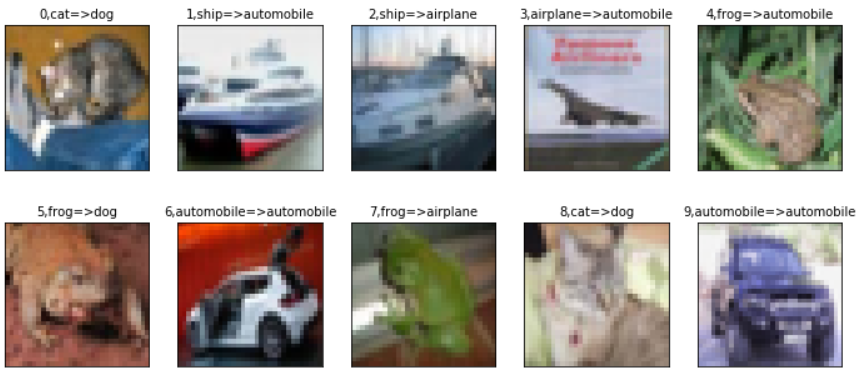 0,cat=>dog
1,ship=>automobile
2,ship=>airplane
3,airplane=>automobile
4,frog=>automobile
5,frog=>dog
6,automobile=>automobile
7,frog=>airplane
8,cat=>dog
9,automobile=>automobile